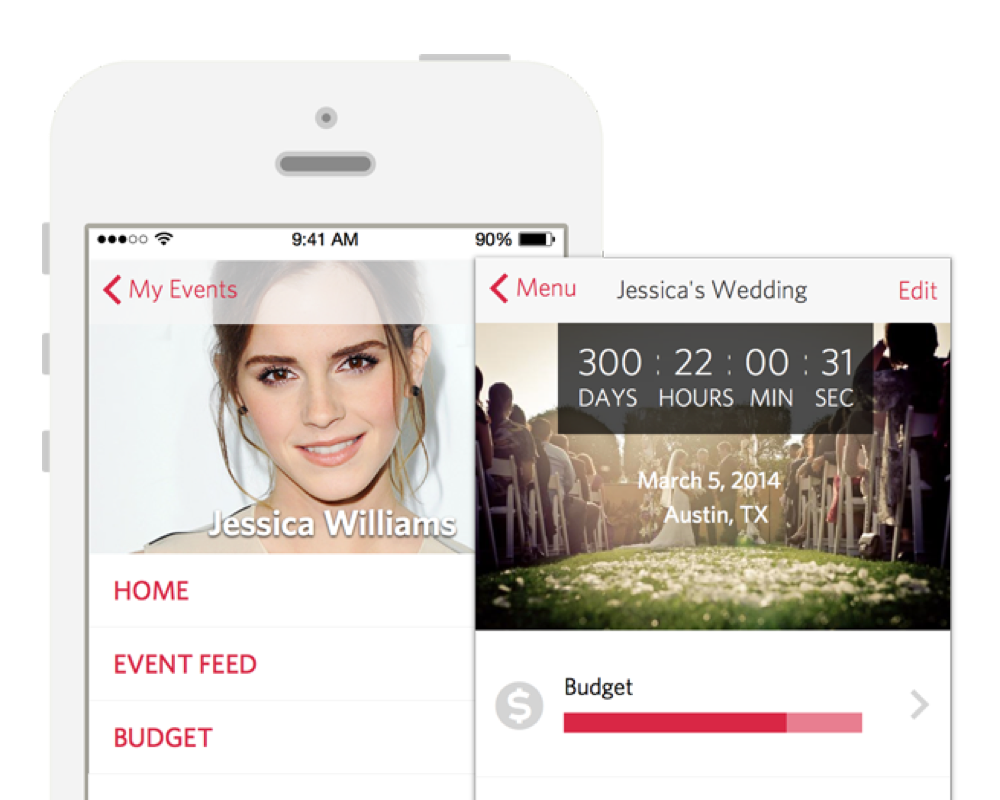 9:41 AM
90%
My Events
Jessica Williams
HOME
EVENT FEED
BUDGET
Menu
Jessica's Wedding
Edit
300 : 22 : 00 : 31
DAYS HOURS MIN SEC
March 5, 2014
Austin, TX
$
Budget